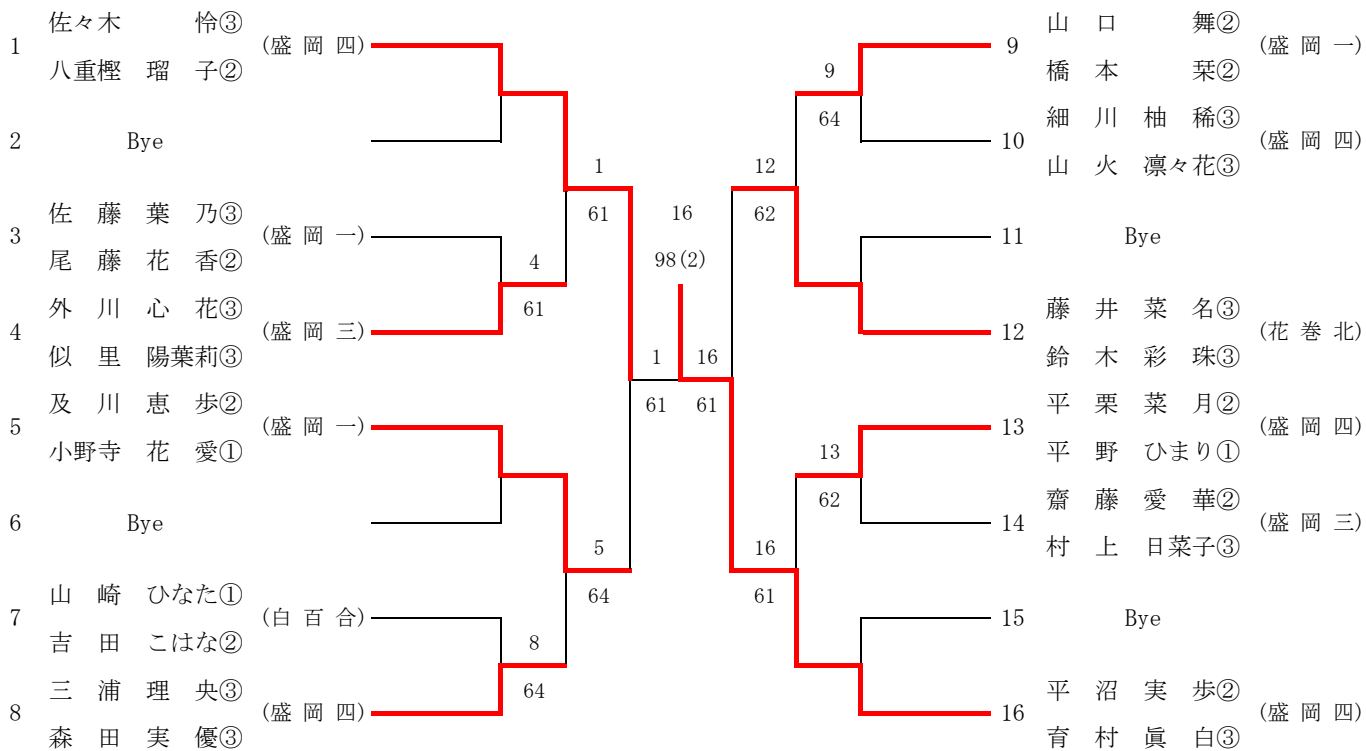 佐々木 怜③
1 (盛岡四)
八重樫 瑠子②
2 Bye
佐藤葉乃③
3 (盛岡一)
尾藤花香②
外川心花③
4 (盛岡三)
似里陽葉莉③
及川恵歩②
5 (盛岡一)
小野寺花愛①
6 Bye
山崎ひなた①
7 (白百合)
吉田こはな②
三浦理央③
8 (盛岡四)
森田実優③
1
61
4
61
5
64
8
64
1
61
16
98(2)
16
61
12
62
9
64
13
62
16
61
山口 舞②
9 (盛岡一)
橋本 栞②
細川柚稀③
10 (盛岡四)
山火凛々花③
11 Bye
藤井菜名③
12 (花巻北)
鈴木彩珠③
平栗菜月②
13 (盛岡四)
平野ひまり①
齋藤愛華②
14 (盛岡三)
村上日菜子③
15 Bye
平沼実歩②
16 (盛岡四)
育村眞白③